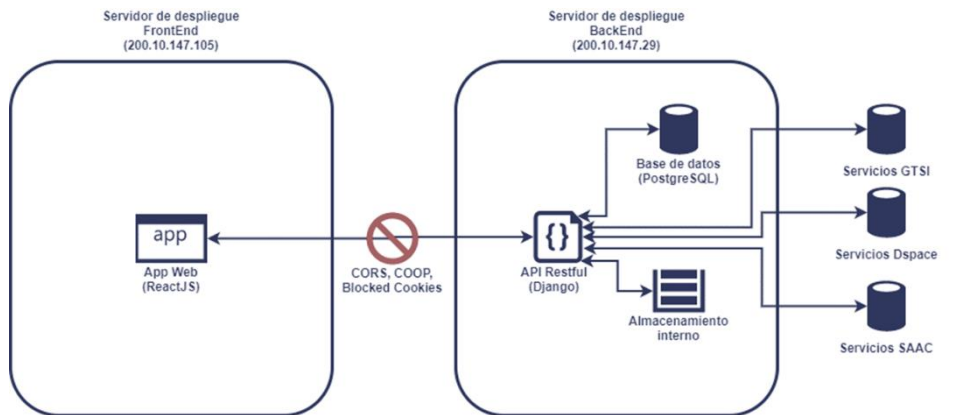 Servidor de despliegue
FrontEnd
(200.10.147.105)
Servidor de despliegue
BackEnd
(200.10.147.29)
app
App Web
(ReactJS)
CORS, COOP,
Blocked Cookies
{}
API Restful
(Django)
Base de datos
(PostgreSQL)
Almacenamiento
interno
Servicios GTSI
Servicios Dspace
Servicios SAAC